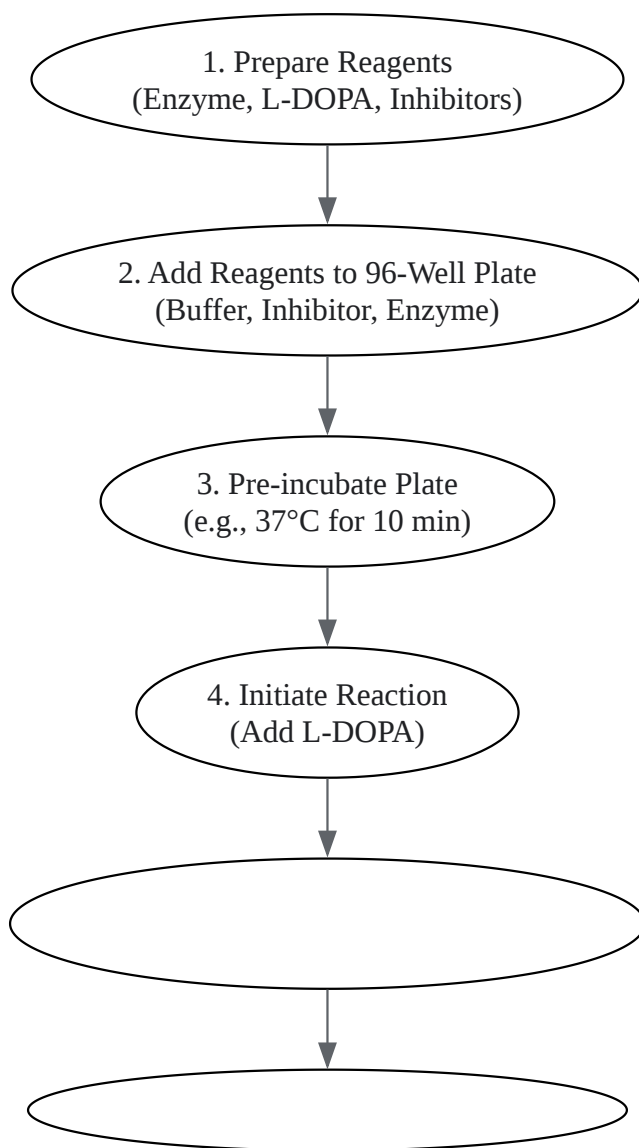 1. Prepare Reagents
(Enzyme, L-DOPA, Inhibitors)
2. Add Reagents to 96-Well Plate
(Buffer, Inhibitor, Enzyme)
3. Pre-incubate Plate
(e.g., 37°C for 10 min)
4. Initiate Reaction
(Add L-DOPA)